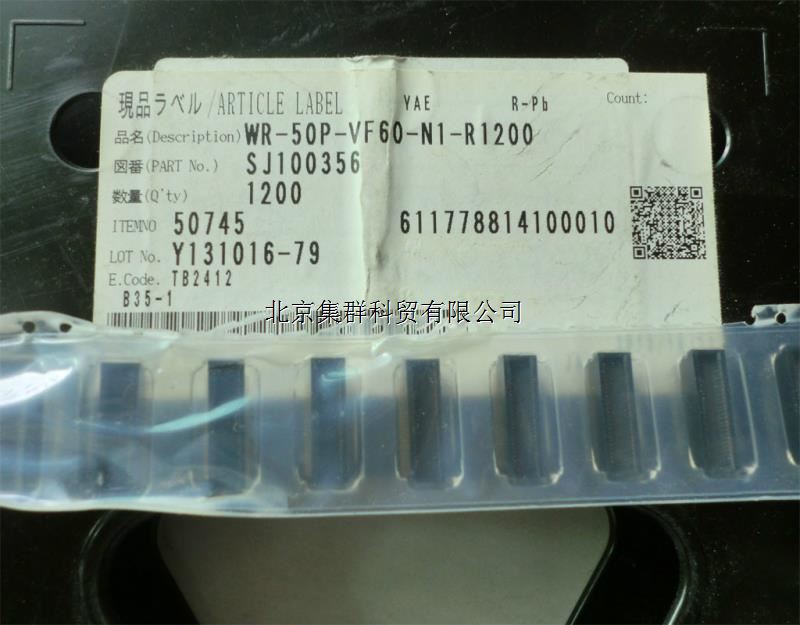 現品ラベル/ARTICLE LABEL YAE R-Pb Count:
品名(Description) WR-50P-VF60-N1-R1200
図番(PART No.) SJ100356
数量(Q'ty) 1200
ITEMNO 50745 611778814100010
LOT No. Y131016-79
E.Code. TB2412
B35-1
北京集群科贸有限公司